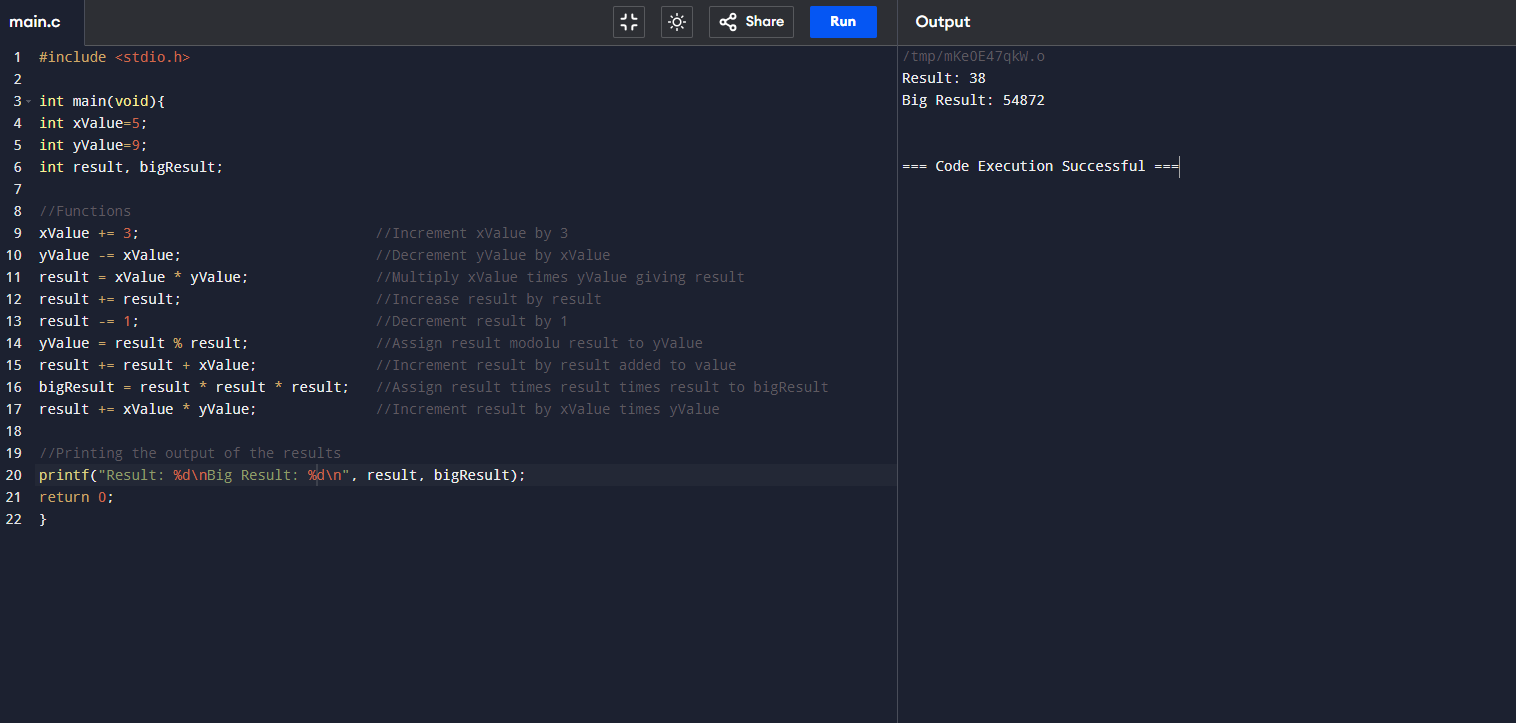 main.c
Share
Run
Output
1 #include <stdio.h>
2
3 int main(void){
4 int xValue=5;
5 int yValue=9;
6 int result, bigResult;
7
8 //Functions
9 xValue += 3; //Increment xValue by 3
10 yValue -= xValue; //Decrement yValue by xValue
11 result = xValue * yValue; //Multiply xValue times yValue giving result
12 result += result; //Increase result by result
13 result -= 1; //Decrement result by 1
14 yValue = result % result; //Assign result modolu result to yValue
15 result += result + xValue; //Increment result by result added to value
16 bigResult = result * result * result; //Assign result times result times result to bigResult
17 result += xValue * yValue; //Increment result by xValue times yValue
18
19 //Printing the output of the results
20 printf("Result: %d\nBig Result: %d\n", result, bigResult);
21 return 0;
22 }
/tmp/mKeOE47qkW.o
Result: 38
Big Result: 54872
=== Code Execution Successful ===